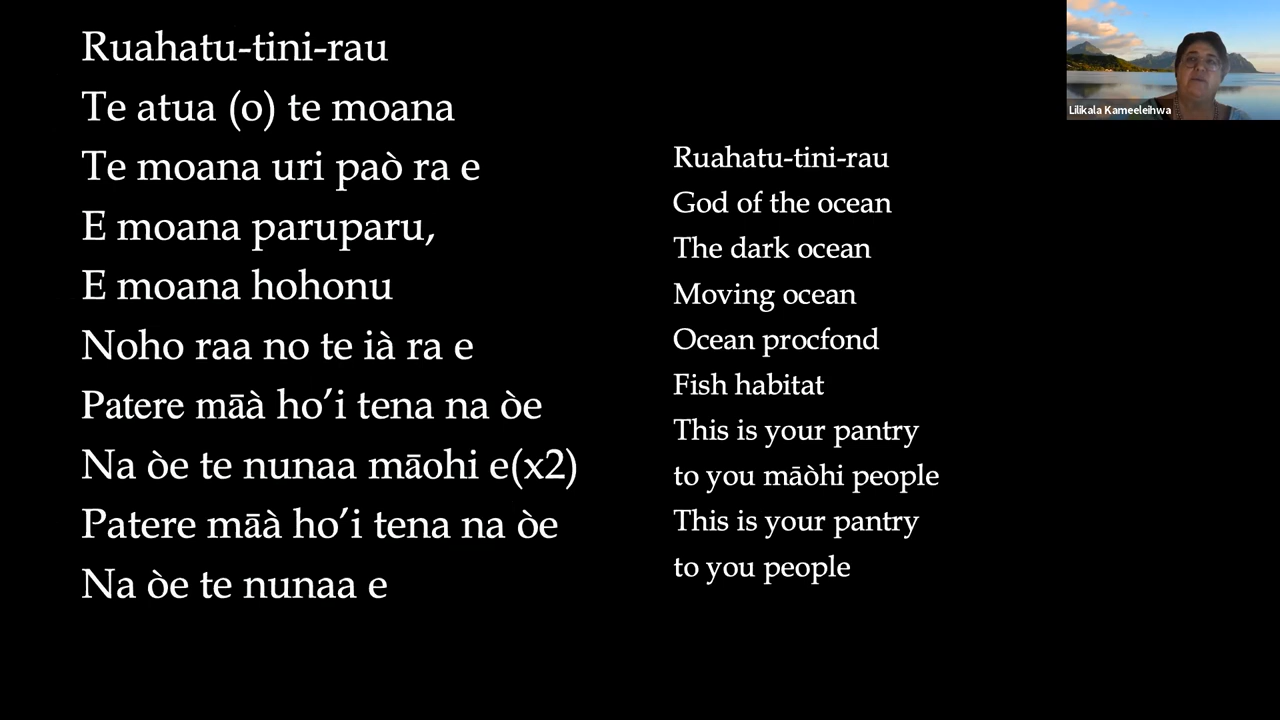 Ruahatu-tini-rau
Te atua (o) te moana
Te moana uri paò ra e
E moana paruparu,
E moana hohonu
Noho raa no te ià ra e
Patere māà ho’i tena na òe
Na òe te nunaa māohi e(x2)
Patere māà ho’i tena na òe
Na òe te nunaa e
Ruahatu-tini-rau
God of the ocean
The dark ocean
Moving ocean
Ocean procfond
Fish habitat
This is your pantry
to you māòhi people
This is your pantry
to you people
Lilikala Kameeleihwa